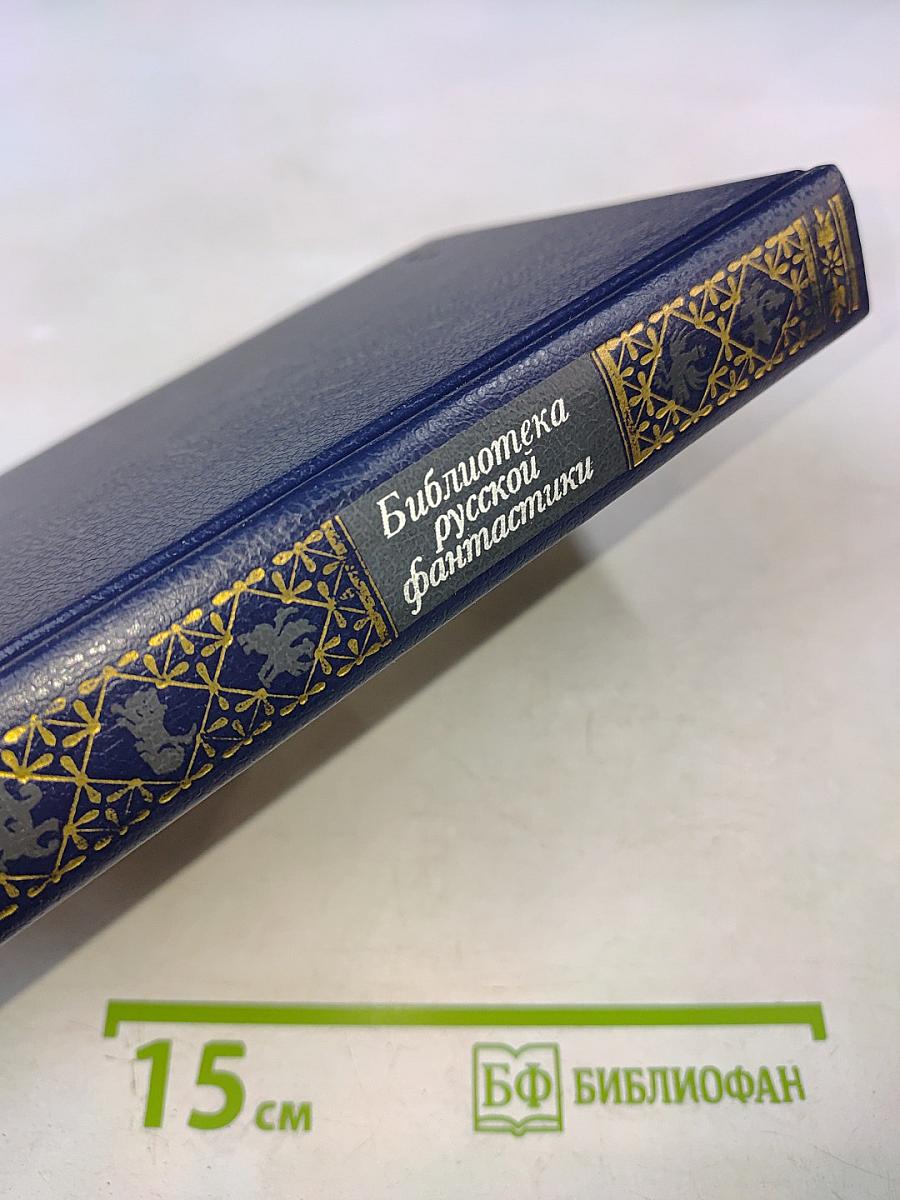 Библиотека
русской
фантастики
15 см
БФ БИБЛИОФАН